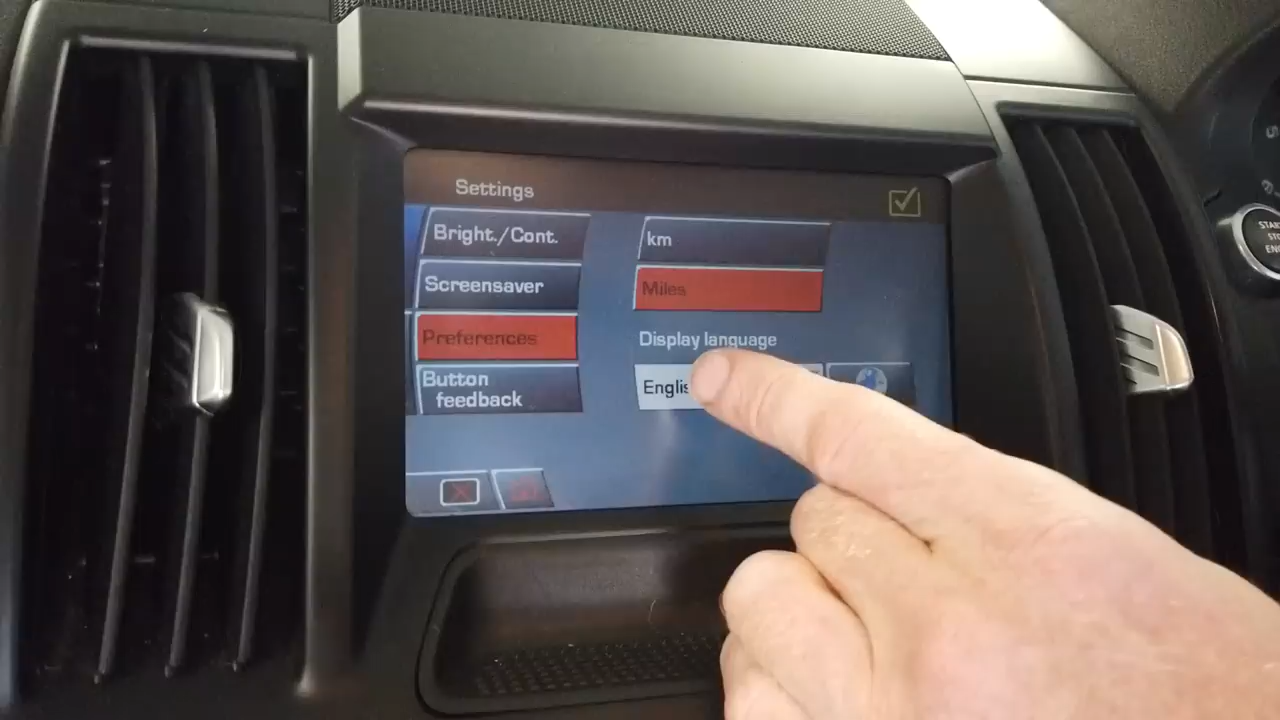 Settings
Bright./Cont.
km
Screensaver
Miles
Preferences
Display language
Button
feedback